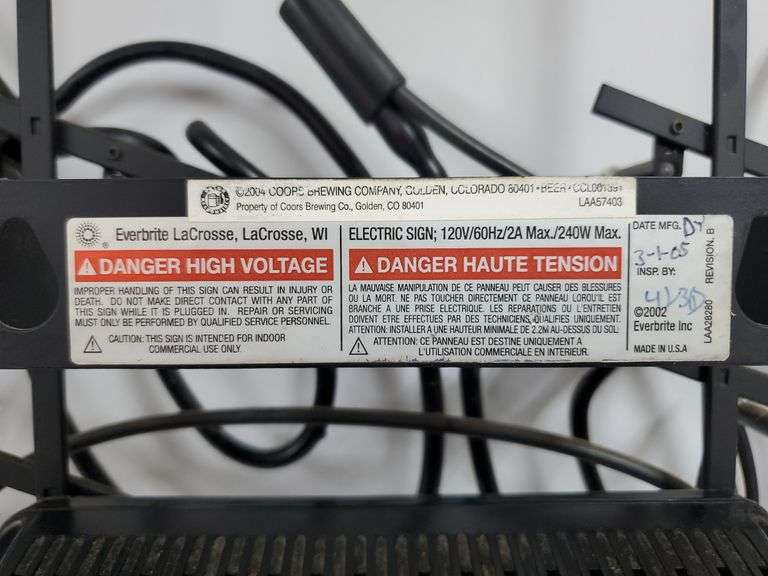 ©2004 COORS BREWING COMPANY, GOLDEN, COLORADO 80401 • BEER •
Property of Coors Brewing Co., Golden, CO 80401 LAA57403
Everbrite LaCrosse, LaCrosse, WI
®
DANGER HIGH VOLTAGE
IMPROPER HANDLING OF THIS SIGN CAN RESULT IN INJURY OR
DEATH. DO NOT MAKE DIRECT CONTACT WITH ANY PART OF
THIS SIGN WHILE IT IS PLUGGED IN. REPAIR OR SERVICING
MUST ONLY BE PERFORMED BY QUALIFIED SERVICE PERSONNEL.
CAUTION: THIS SIGN IS INTENDED FOR INDOOR
COMMERCIAL USE ONLY.
ELECTRIC SIGN; 120V/60Hz/2A Max./240W Max.
DANGER HAUTE TENSION
LA MAUVAISE MANIPULATION DE CE PANNEAU PEUT CAUSER DES BLESSURES
OU LA MORT. NE PAS TOUCHER DIRECTEMENT CE PANNEAU LORQU'IL EST
BRANCHE A UNE PRISE ELECTRIQUE. LES REPARATIONS OU L'ENTRETIEN
DOIVENT ETRE EFFECTUES PAR DES TECHNICIENS QUALIFIES UNIQUEMENT.
ATTENTION: INSTALLER A UNE HAUTEUR MINIMALE DE 2.2M AU-DESSUS DU SOL.
ATTENTION: CE PANNEAU EST DESTINE UNIQUEMENT A
L'UTILISATION COMMERCIALE EN INTERIEUR.
DATE MFG.
3-1-05
INSP. BY:
©2002
Everbrite Inc
MADE IN U.S.A
LAA28280 REVISION. B